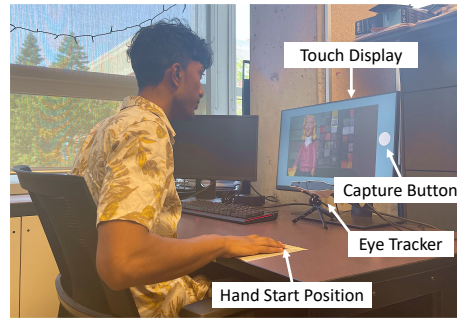 Touch Display
Capture Button
Eye Tracker
Hand Start Position